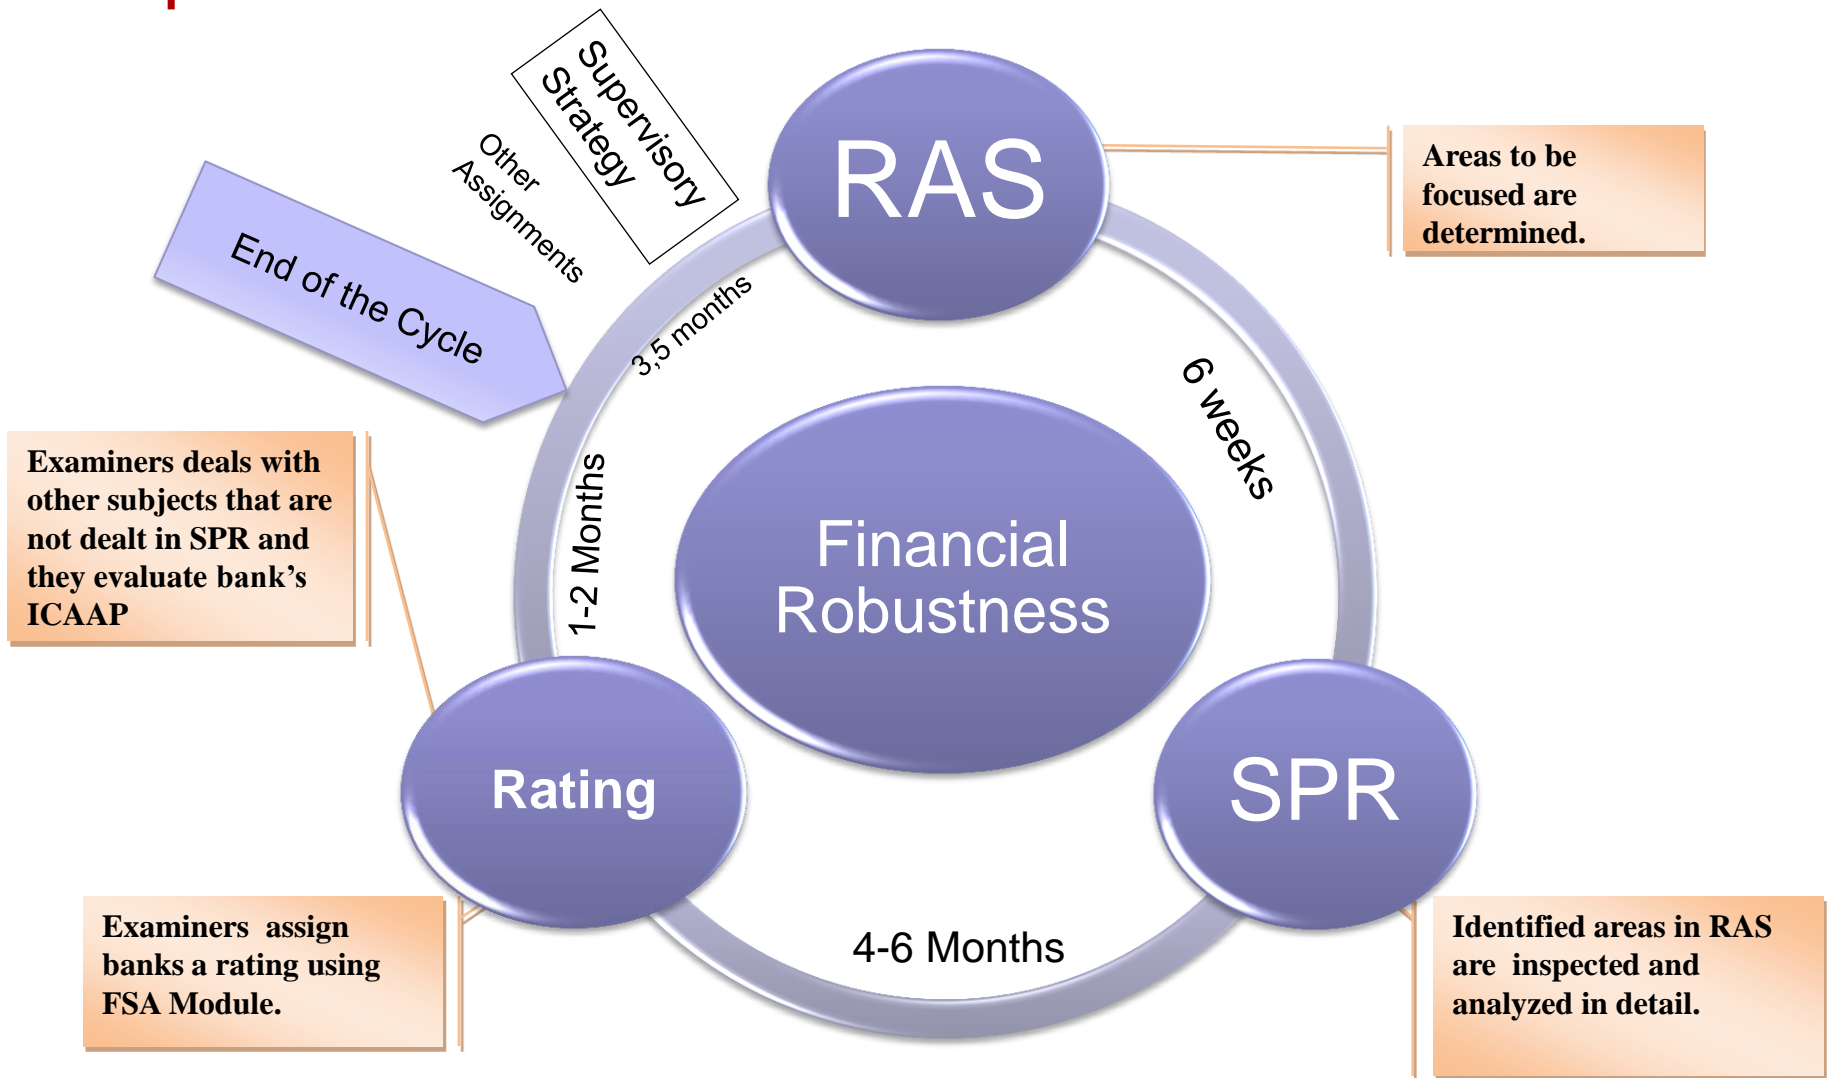 Supervisory
Strategy
Other
Assignments
End of the Cycle
3,5 months
RAS
Areas to be
focused are
determined.
6 weeks
Financial
Robustness
Examiners deals with
other subjects that are
not dealt in SPR and
they evaluate bank’s
ICAAP
1-2 Months
Rating
SPR
Examiners assign
banks a rating using
FSA Module.
4-6 Months
Identified areas in RAS
are inspected and
analyzed in detail.